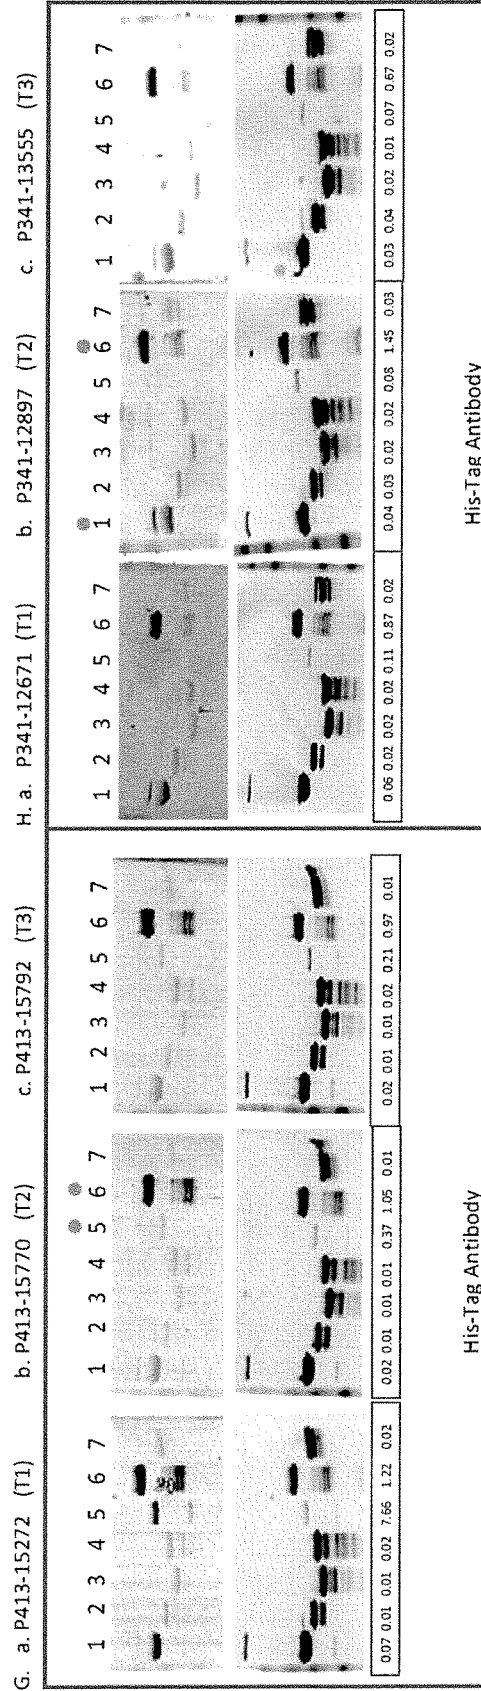 G. a. P413-15272 (T1) b. P413-15770 (T2) c. P413-15792 (T3)
1 2 3 4 5 6 7 1 2 3 4 5 6 7 1 2 3 4 5 6 7
0.07 0.01 0.01 0.02 7.66 1.22 0.02 0.02 0.01 0.01 0.01 0.37 1.05 0.01 0.02 0.01 0.01 0.02 0.21 0.97 0.01
His-Tag Antibody
H. a. P341-12671 (T1) b. P341-12897 (T2) c. P341-13555 (T3)
1 2 3 4 5 6 7 1 2 3 4 5 6 7 1 2 3 4 5 6 7
0.06 0.02 0.02 0.02 0.11 0.87 0.02 0.04 0.03 0.02 0.02 0.08 1.45 0.03 0.03 0.04 0.02 0.01 0.07 0.67 0.02
His-Tag Antibody